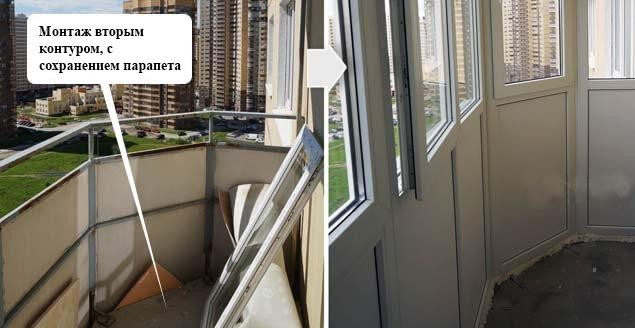 Монтаж вторым
контуром, с
сохранением парапета